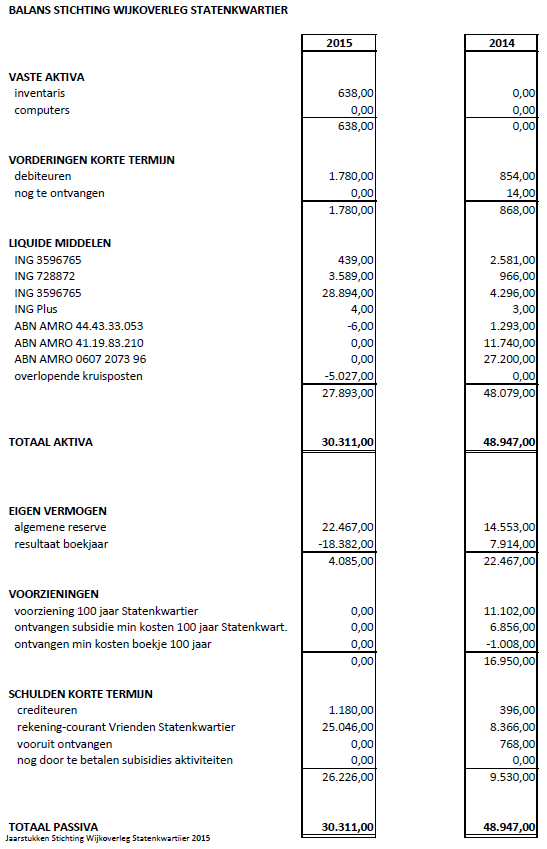 BALANS STICHTING WIJKOVERLEG STATENKWARTIER
2015 2014
VASTE AKTIVA
inventaris 638,00 0,00
computers 0,00 0,00
638,00 0,00
VORDERINGEN KORTE TERMIJN
debiteuren 1.780,00 854,00
nog te ontvangen 0,00 14,00
1.780,00 868,00
LIQUIDE MIDDELEN
ING 3596765 439,00 2.581,00
ING 728872 3.589,00 966,00
ING 3596765 28.894,00 4.296,00
ING Plus 4,00 3,00
ABN AMRO 44.43.33.053 -6,00 1.293,00
ABN AMRO 41.19.83.210 0,00 11.740,00
ABN AMRO 0607 2073 96 0,00 27.200,00
overlopende kruisposten -5.027,00 0,00
27.893,00 48.079,00
TOTAAL AKTIVA 30.311,00 48.947,00
EIGEN VERMOGEN
algemene reserve 22.467,00 14.553,00
resultaat boekjaar -18.382,00 7.914,00
4.085,00 22.467,00
VOORZIENINGEN
voorziening 100 jaar Statenkwartier 0,00 11.102,00
ontvangen subsidie min kosten 100 jaar Statenkwart. 0,00 6.856,00
ontvangen min kosten boekje 100 jaar 0,00 -1.008,00
0,00 16.950,00
SCHULDEN KORTE TERMIJN
crediteuren 1.180,00 396,00
rekening-courant Vrienden Statenkwartier 25.046,00 8.366,00
vooruit ontvangen 0,00 768,00
nog door te betalen subisidies aktiviteiten 0,00 0,00
26.226,00 9.530,00
TOTAAL PASSIVA 30.311,00 48.947,00
Jaarstukken Stichting Wijkoverleg Statenkwartiier 2015